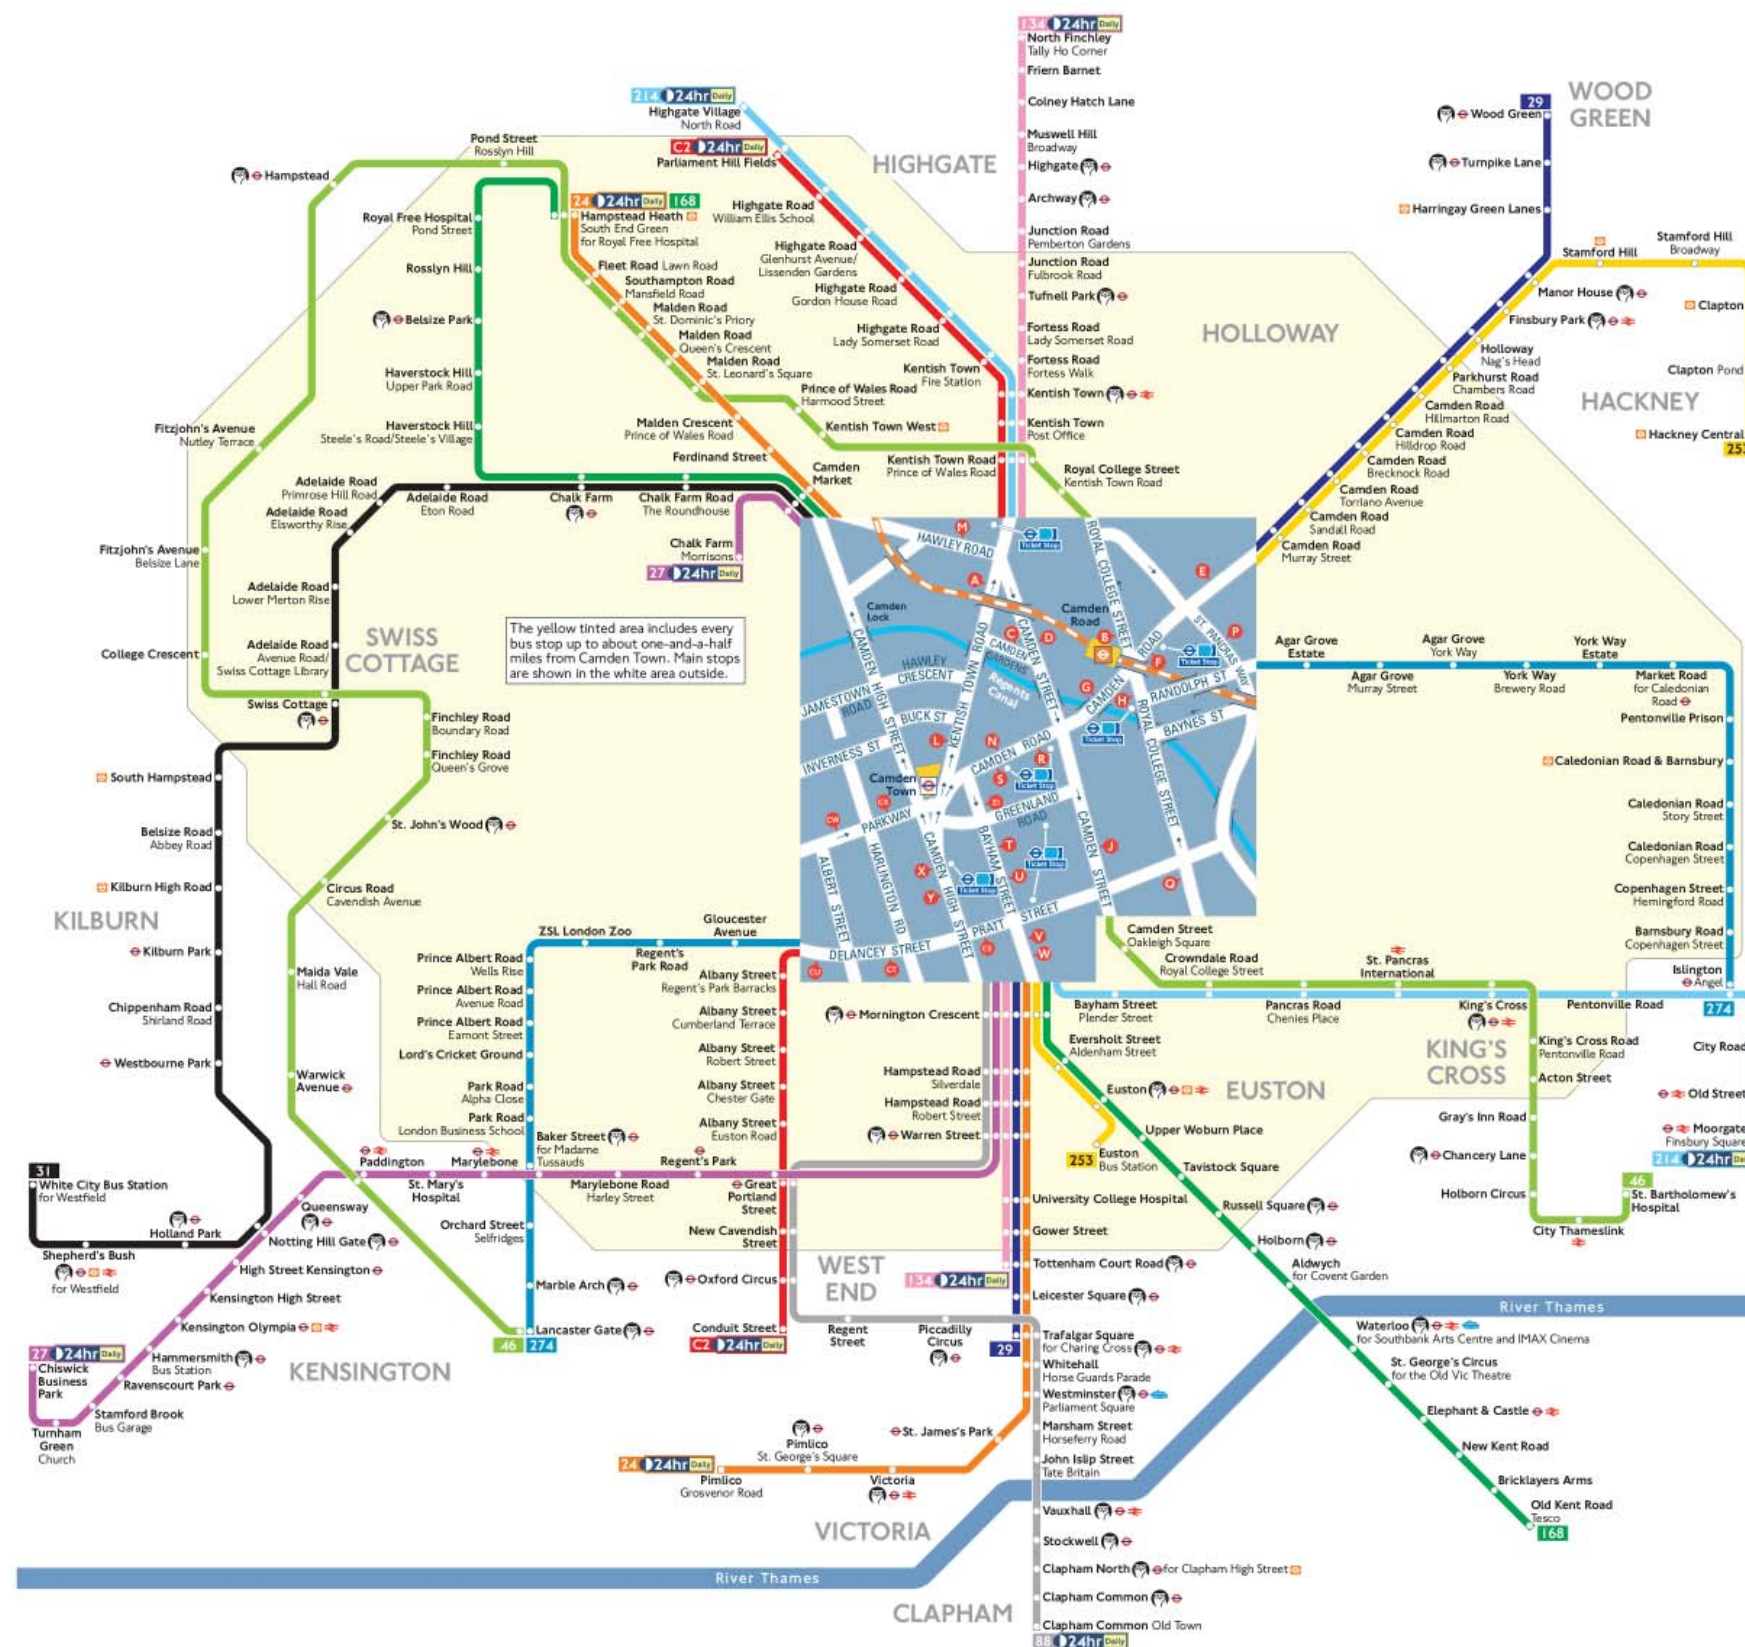 134 24hr Daily
North Finchley
Tally Ho Corner
Friern Barnet
Colney Hatch Lane
Muswell Hill
Broadway
Highgate
Archway
Junction Road
Pemberton Gardens
Junction Road
Fulbrook Road
Tufnell Park
Fortess Road
Lady Somerset Road
Fortess Road
Fortess Walk
Kentish Town
Kentish Town
Post Office
214 24hr Daily
Highgate Village
North Road
C2 24hr Daily
Parliament Hill Fields
HIGHGATE
Highgate Road
William Ellis School
Highgate Road
Glenhurst Avenue/
Lissenden Gardens
Highgate Road
Gordon House Road
Highgate Road
Lady Somerset Road
Kentish Town
Fire Station
Kentish Town Road
Prince of Wales Road
Royal College Street
Kentish Town Road
29
WOOD
GREEN
Wood Green
Turnpike Lane
Harringay Green Lanes
Stamford Hill
Stamford Hill
Broadway
Manor House
Finsbury Park
Clapton
Clapton Pond
HACKNEY
Hackney Central
253
HOLLOWAY
Holloway
Nag's Head
Parkhurst Road
Chambers Road
Camden Road
Hillmarton Road
Camden Road
Hilldrop Road
Camden Road
Brecknock Road
Camden Road
Torriano Avenue
Camden Road
Sandall Road
Camden Road
Murray Street
Pond Street
Rosslyn Hill
Hampstead
24 24hr Daily 168
Hampstead Heath
South End Green
for Royal Free Hospital
Royal Free Hospital
Pond Street
Rosslyn Hill
Belsize Park
Haverstock Hill
Upper Park Road
Haverstock Hill
Steele's Road/Steele's Village
Fleet Road Lawn Road
Southampton Road
Mansfield Road
Malden Road
St. Dominic's Priory
Malden Road
Queen's Crescent
Malden Road
St. Leonard's Square
Prince of Wales Road
Harmood Street
Kentish Town West
Malden Crescent
Prince of Wales Road
Ferdinand Street
Camden
Market
Fitzjohn's Avenue
Nutley Terrace
Adelaide Road
Primrose Hill Road
Adelaide Road
Elsworthy Rise
Adelaide Road
Eton Road
Chalk Farm
Chalk Farm Road
The Roundhouse
Chalk Farm
Morrisons
27 24hr Daily
Fitzjohn's Avenue
Belsize Lane
Adelaide Road
Lower Merton Rise
Adelaide Road
Avenue Road/
Swiss Cottage Library
College Crescent
Swiss Cottage
SWISS
COTTAGE
The yellow tinted area includes every
bus stop up to about one-and-a-half
miles from Camden Town. Main stops
are shown in the white area outside.
Finchley Road
Boundary Road
Finchley Road
Queen's Grove
St. John's Wood
Circus Road
Cavendish Avenue
South Hampstead
Belsize Road
Abbey Road
Kilburn High Road
KILBURN
Kilburn Park
Chippenham Road
Shirland Road
Westbourne Park
Maida Vale
Hall Road
Warwick
Avenue
HAWLEY ROAD
Camden
Lock
HAWLEY
CRESCENT
JAMESTOWN
ROAD
BUCK ST
INVERNESS ST
Camden
Town
PARKWAY
CAMDEN HIGH STREET
KENTISH TOWN ROAD
CAMDEN STREET
CAMDEN
GARDENS
Regents
Canal
Camden
Road
ROYAL COLLEGE STREET
CAMDEN
ROAD
ST. PANCRAS WAY
RANDOLPH ST
BAYNES ST
ROYAL COLLEGE STREET
CAMDEN ROAD
GREENLAND
ROAD
BAYHAM STREET
CAMDEN STREET
CAMDEN HIGH STREET
ARLINGTON RD
ALBERT STREET
DELANCEY STREET
PRATT STREET
Ticket Stop
Ticket Stop
Ticket Stop
Ticket Stop
Ticket Stop
Ticket Stop
M
A
E
P
B
C
D
F
G
H
L
N
R
S
T
J
U
X
Y
Q
V
W
CW
CU
Agar Grove
Estate
Agar Grove
Murray Street
Agar Grove
York Way
York Way
Brewery Road
York Way
Estate
Market Road
for Caledonian
Road
Pentonville Prison
Caledonian Road & Barnsbury
Caledonian Road
Story Street
Caledonian Road
Copenhagen Street
Copenhagen Street
Hemingford Road
Barnsbury Road
Copenhagen Street
Islington
Angel
274
Camden Street
Oakleigh Square
Crowndale Road
Royal College Street
St. Pancras
International
Bayham Street
Plender Street
Pancras Road
Chenies Place
King's Cross
Pentonville Road
KING'S
CROSS
King's Cross Road
Pentonville Road
Acton Street
Gray's Inn Road
Chancery Lane
Holborn Circus
City Thameslink
46
St. Bartholomew's
Hospital
City Road
Old Street
Moorgate
Finsbury Square
214 24hr
ZSL London Zoo
Regent's
Park Road
Gloucester
Avenue
Prince Albert Road
Wells Rise
Prince Albert Road
Avenue Road
Prince Albert Road
Eamont Street
Lord's Cricket Ground
Park Road
Alpha Close
Park Road
London Business School
Baker Street
for Madame
Tussauds
Albany Street
Regent's Park Barracks
Albany Street
Cumberland Terrace
Albany Street
Robert Street
Albany Street
Chester Gate
Albany Street
Euston Road
Mornington Crescent
Hampstead Road
Silverdale
Hampstead Road
Robert Street
Warren Street
Eversholt Street
Aldenham Street
Euston
EUSTON
253
Euston
Bus Station
Upper Woburn Place
Tavistock Square
Russell Square
Holborn
Aldwych
for Covent Garden
Waterloo
for Southbank Arts Centre and IMAX Cinema
St. George's Circus
for the Old Vic Theatre
Elephant & Castle
New Kent Road
Bricklayers Arms
Old Kent Road
Tesco
168
River Thames
31
White City Bus Station
for Westfield
Shepherd's Bush
for Westfield
Holland Park
Paddington
St. Mary's
Hospital
Marylebone
Marylebone Road
Harley Street
Regent's Park
Great
Portland
Street
Queensway
Notting Hill Gate
High Street Kensington
Kensington High Street
Kensington Olympia
Hammersmith
Bus Station
Ravenscourt Park
Stamford Brook
Bus Garage
27 24hr Daily
Chiswick
Business
Park
Turnham
Green
Church
KENSINGTON
Orchard Street
Selfridges
Marble Arch
Lancaster Gate
46 274
New Cavendish
Street
Oxford Circus
Conduit Street
C2 24hr Daily
WEST
END
Regent
Street
Piccadilly
Circus
134 24hr Daily
University College Hospital
Gower Street
Tottenham Court Road
Leicester Square
29
Trafalgar Square
for Charing Cross
Whitehall
Horse Guards Parade
Westminster
Parliament Square
Marsham Street
Horseferry Road
John Islip Street
Tate Britain
Vauxhall
Stockwell
Clapham North for Clapham High Street
Clapham Common
Clapham Common Old Town
88 24hr Daily
St. James's Park
Victoria
Pimlico
St. George's Square
24 24hr Daily
Pimlico
Grosvenor Road
VICTORIA
River Thames
CLAPHAM